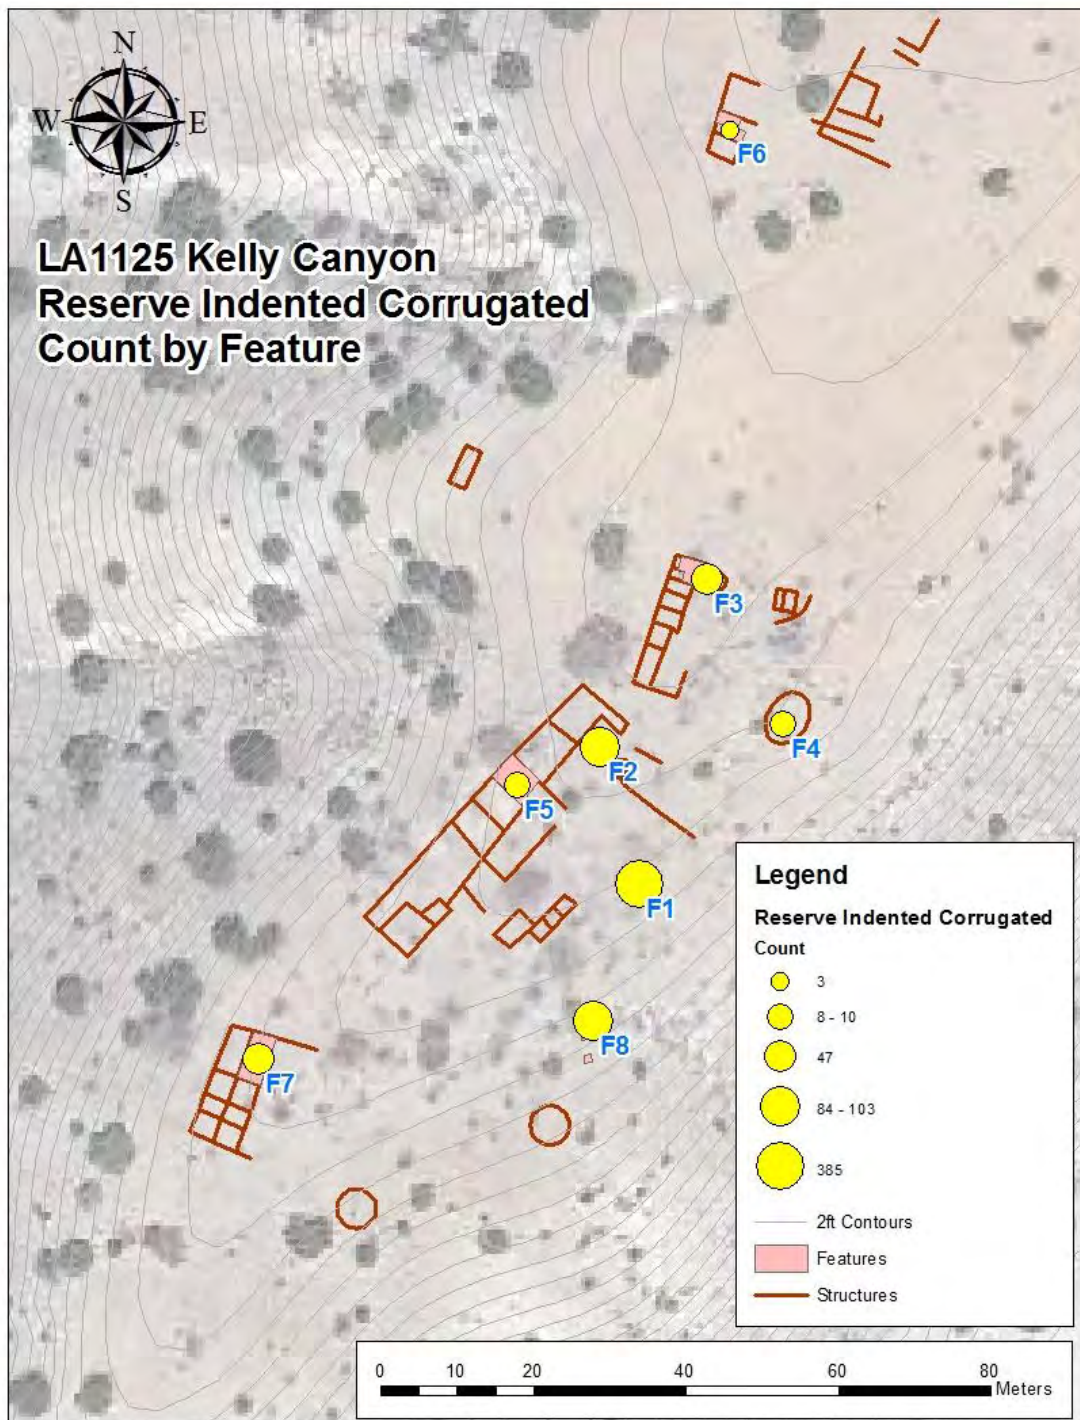 N
W E
S
LA1125 Kelly Canyon
Reserve Indented Corrugated
Count by Feature
F6
F3
F4
F2
F5
F1
F8
F7
Legend
Reserve Indented Corrugated
Count
3
8 - 10
47
84 - 103
385
2ft Contours
Features
Structures
0 10 20 40 60 80
Meters